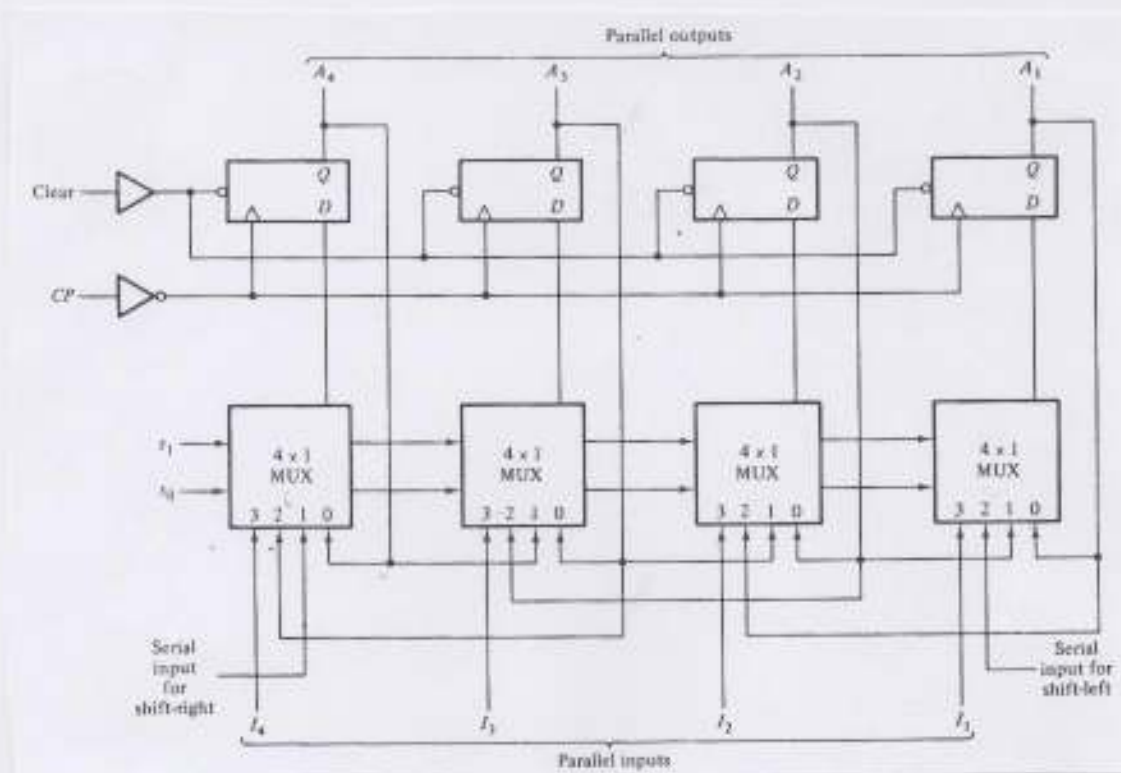 Parallel outputs
A4 A3 A2 A1
Q Q Q Q
Clear
D D D D
CP
s1
4 x 1 4 x 1 4 x 1 4 x 1
MUX MUX MUX MUX
s0
3 2 1 0 3 2 1 0 3 2 1 0 3 2 1 0
Serial
input
for
shift-right
Serial
input for
shift-left
I4 I3 I2 I1
Parallel inputs